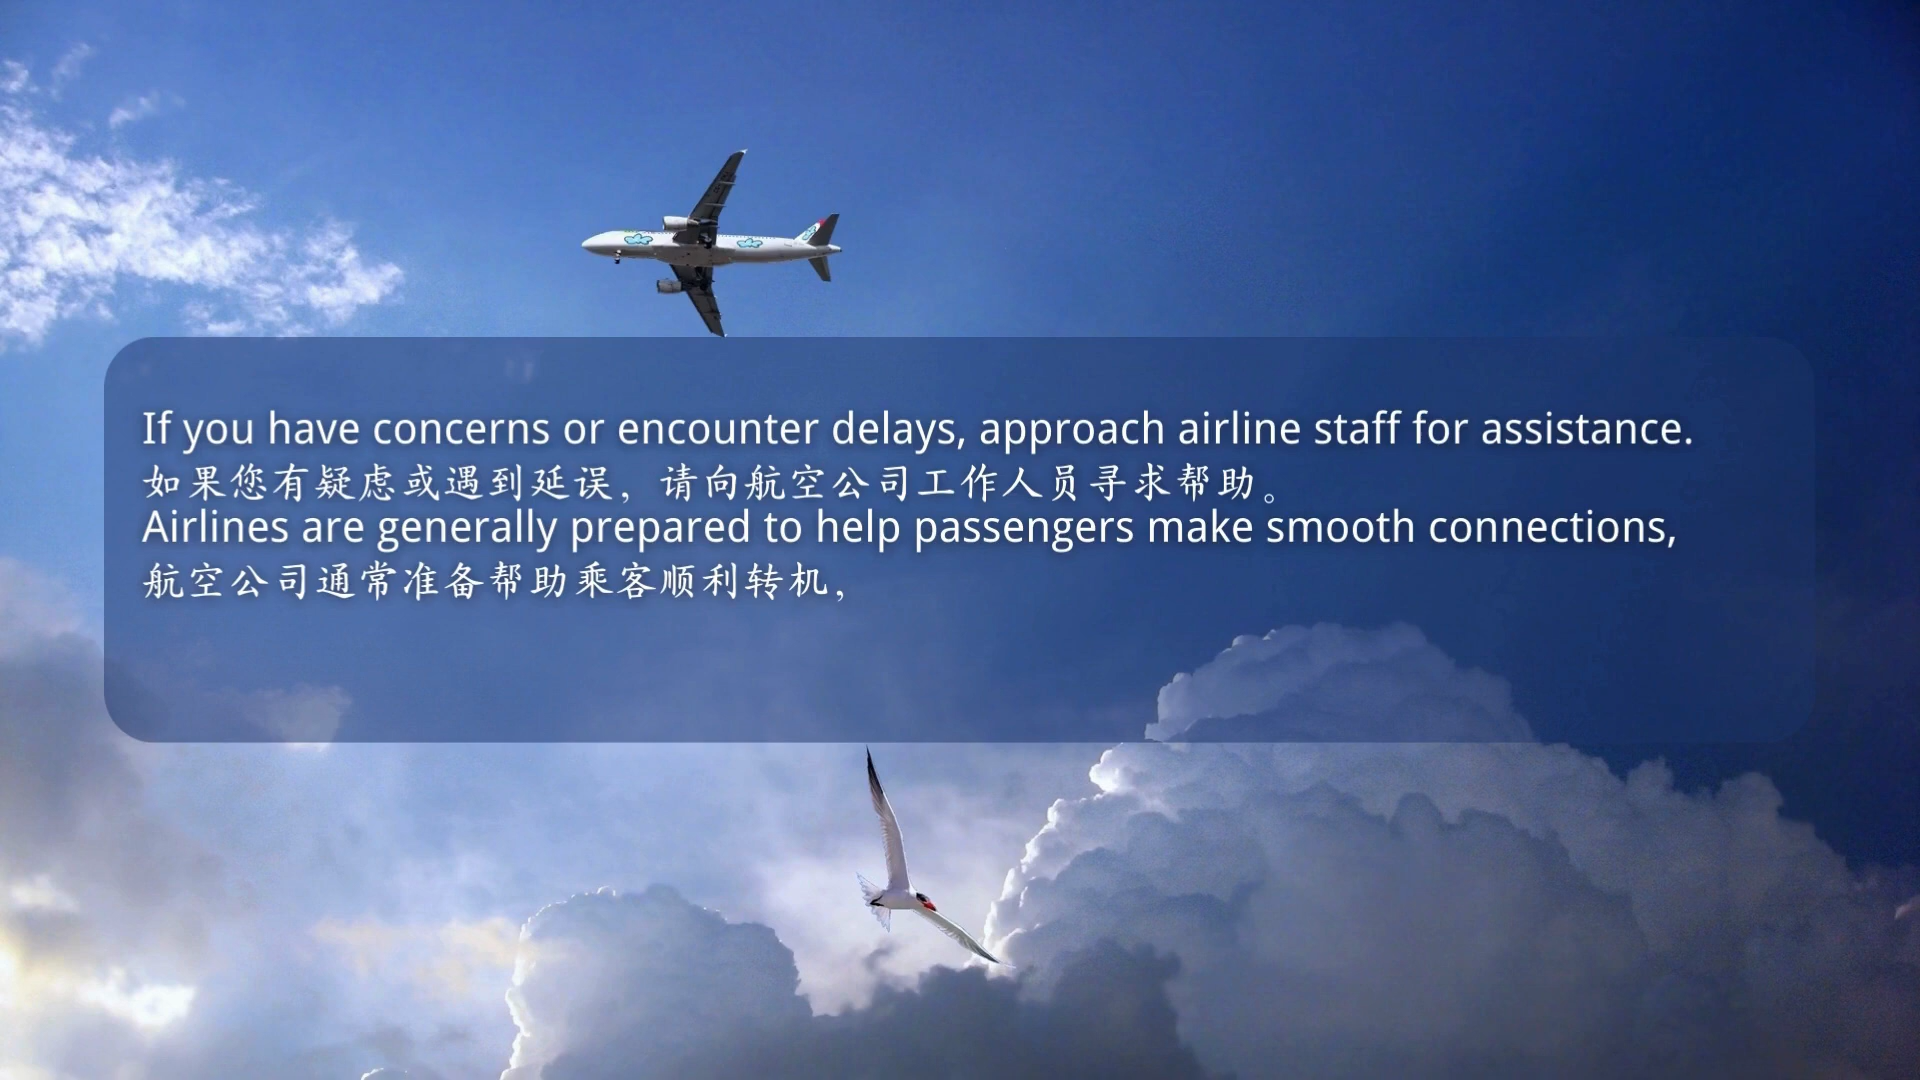 If you have concerns or encounter delays, approach airline staff for assistance.
如果您有疑虑或遇到延误，请向航空公司工作人员寻求帮助。
Airlines are generally prepared to help passengers make smooth connections,
航空公司通常准备帮助乘客顺利转机，